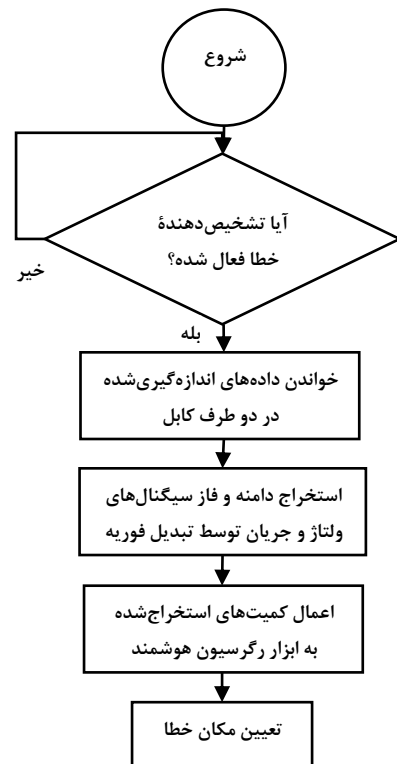 شروع
آیا تشخیص‌دهندۀ
خطا فعال شده؟
خیر
بله
خواندن داده‌های اندازه‌گیری‌شده
در دو طرف کابل
استخراج دامنه و فاز سیگنال‌های
ولتاژ و جریان توسط تبدیل فوریه
اعمال کمیت‌های استخراج‌شده
به ابزار رگرسیون هوشمند
تعیین مکان خطا